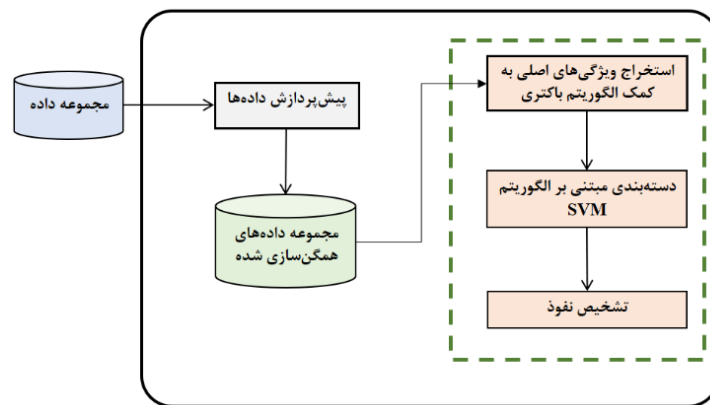 مجموعه داده
پیش‌پردازش داده‌ها
مجموعه داده‌های
همگن‌سازی شده
استخراج ویژگی‌های اصلی به
کمک الگوریتم باکتری
دسته‌بندی مبتنی بر الگوریتم
SVM
تشخیص نفوذ